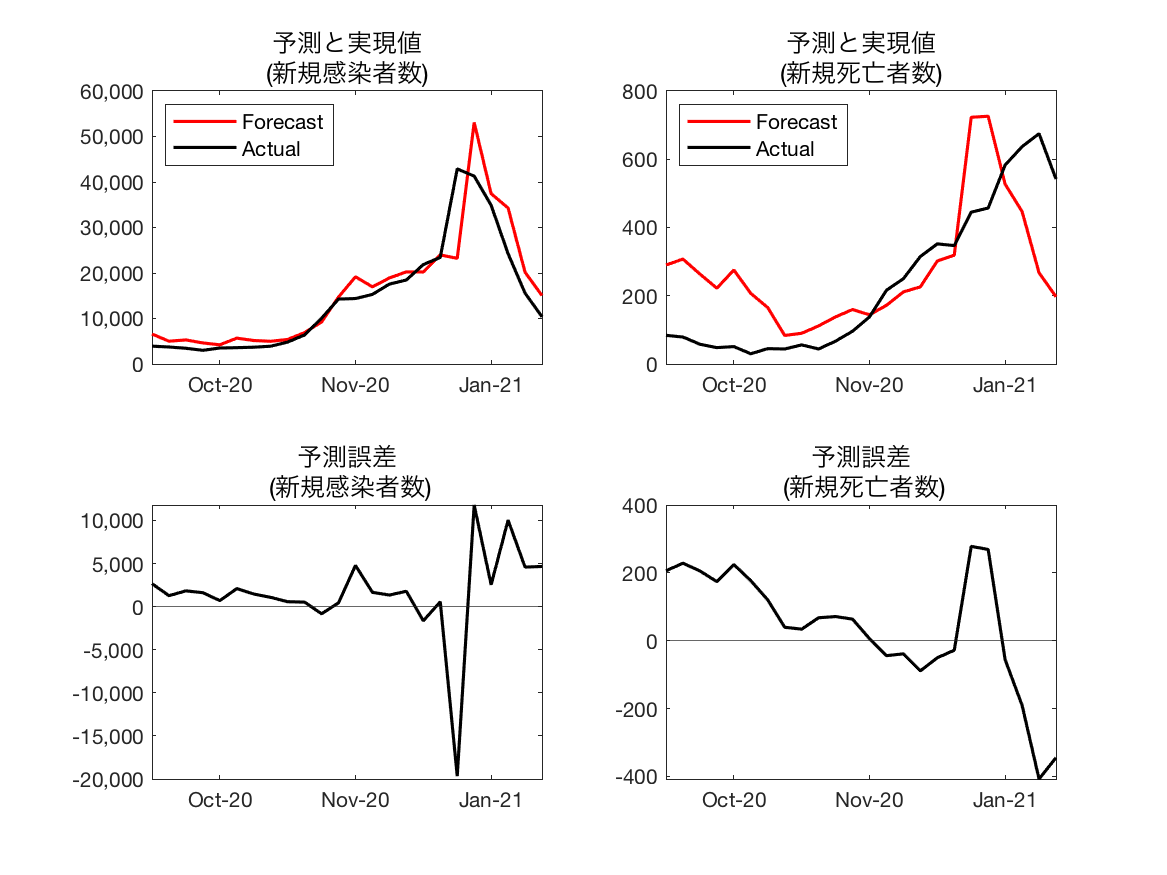 予測と実現値
(新規感染者数)
60,000
50,000
40,000
30,000
20,000
10,000
0
Forecast
Actual
Oct-20
Nov-20
Jan-21
予測と実現値
(新規死亡者数)
800
600
400
200
0
Forecast
Actual
Oct-20
Nov-20
Jan-21
予測誤差
(新規感染者数)
10,000
5,000
0
-5,000
-10,000
-15,000
-20,000
Oct-20
Nov-20
Jan-21
予測誤差
(新規死亡者数)
400
200
0
-200
-400
Oct-20
Nov-20
Jan-21